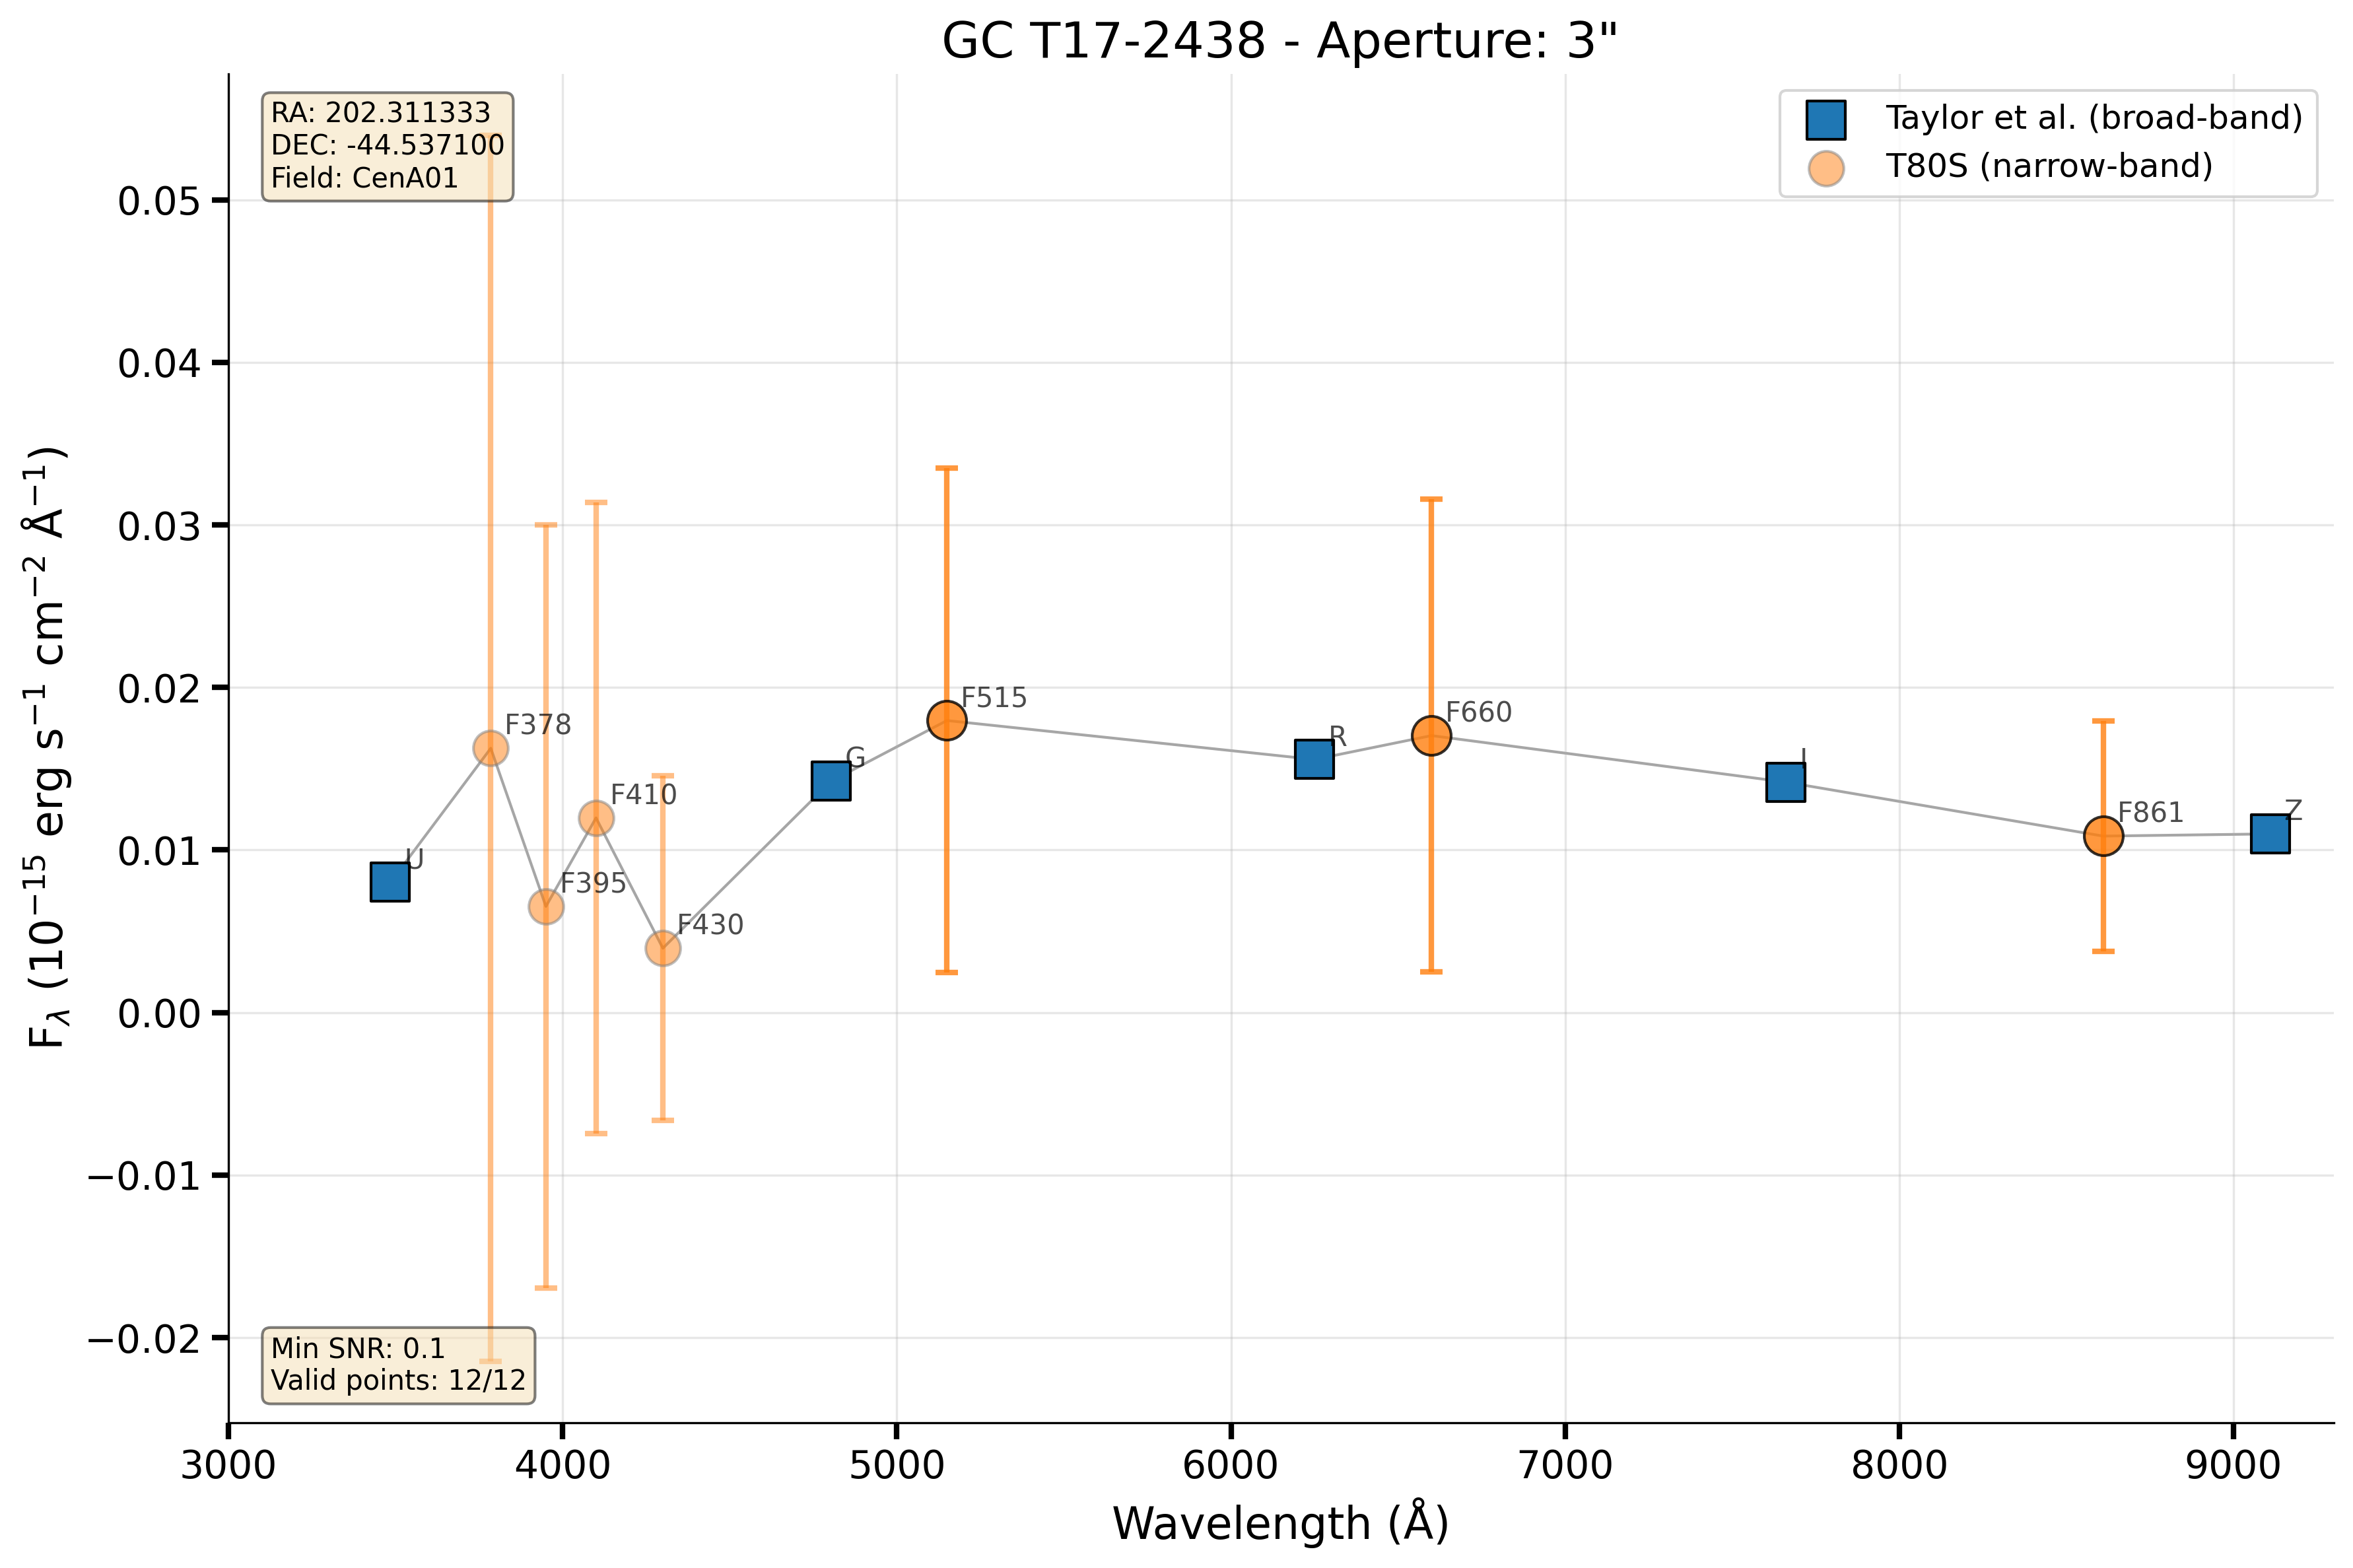 GC T17-2438 - Aperture: 3"
RA: 202.311333
DEC: -44.537100
Field: CenA01
Taylor et al. (broad-band)
T80S (narrow-band)
0.05
0.04
0.03
0.02
0.01
0.00
−0.01
−0.02
F$_{λ}$ (10$^{−15}$ erg s$^{−1}$ cm$^{−2}$ Å$^{−1}$)
U
F378
F395
F410
F430
G
F515
R
F660
I
F861
Z
Min SNR: 0.1
Valid points: 12/12
3000 4000 5000 6000 7000 8000 9000
Wavelength (Å)